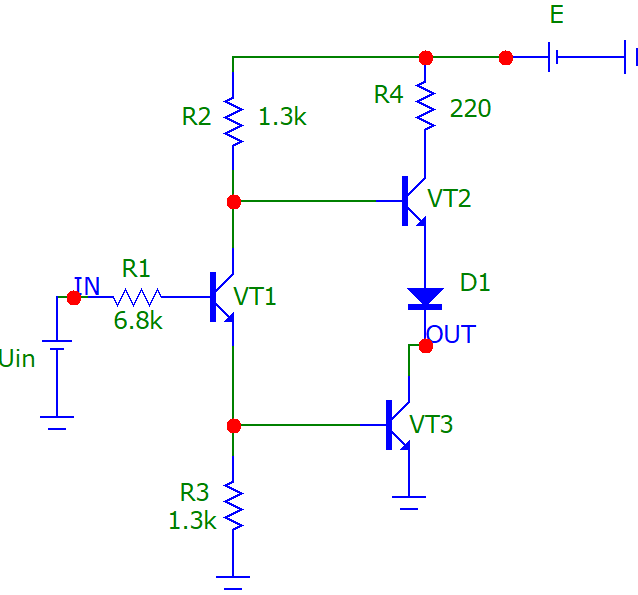 E
R4
220
R2
1.3k
VT2
IN
R1
VT1
D1
6.8k
OUT
Uin
VT3
R3
1.3k